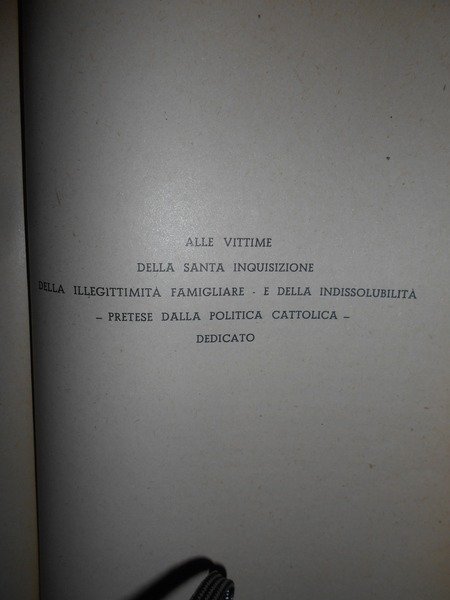 ALLE VITTIME
DELLA SANTA INQUISIZIONE
DELLA ILLEGITTIMITÀ FAMIGLIARE - E DELLA INDISSOLUBILITÀ
- PRETESE DALLA POLITICA CATTOLICA -
DEDICATO